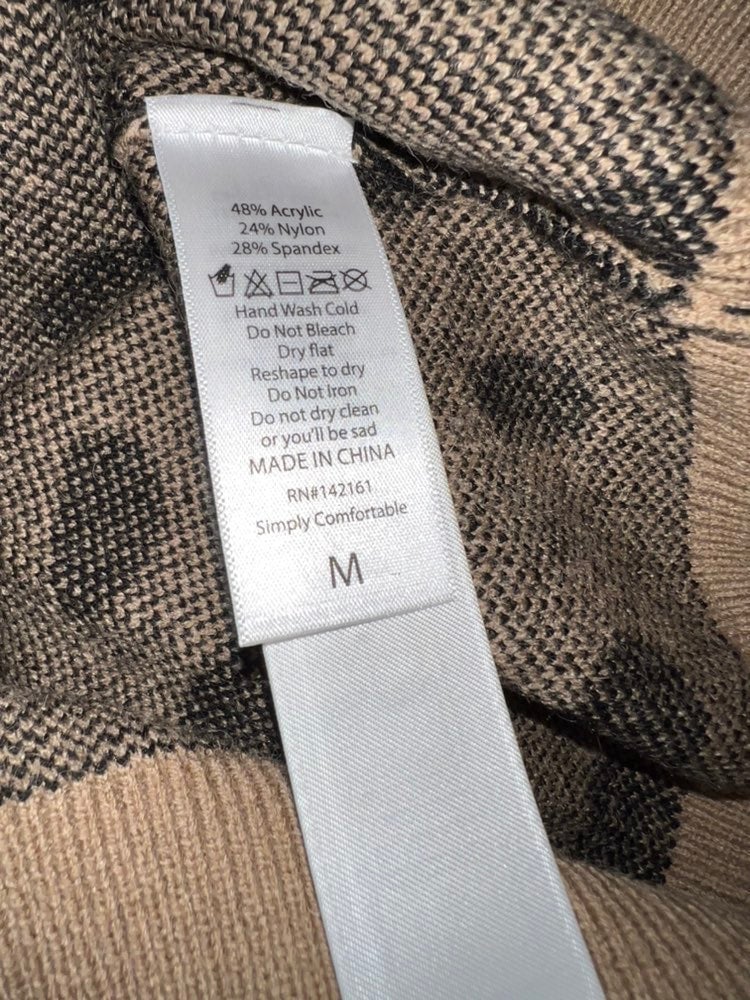 48% Acrylic
24% Nylon
28% Spandex
Hand Wash Cold
Do Not Bleach
Dry flat
Reshape to dry
Do Not Iron
Do not dry clean
or you'll be sad
MADE IN CHINA
RN#142161
Simply Comfortable
M